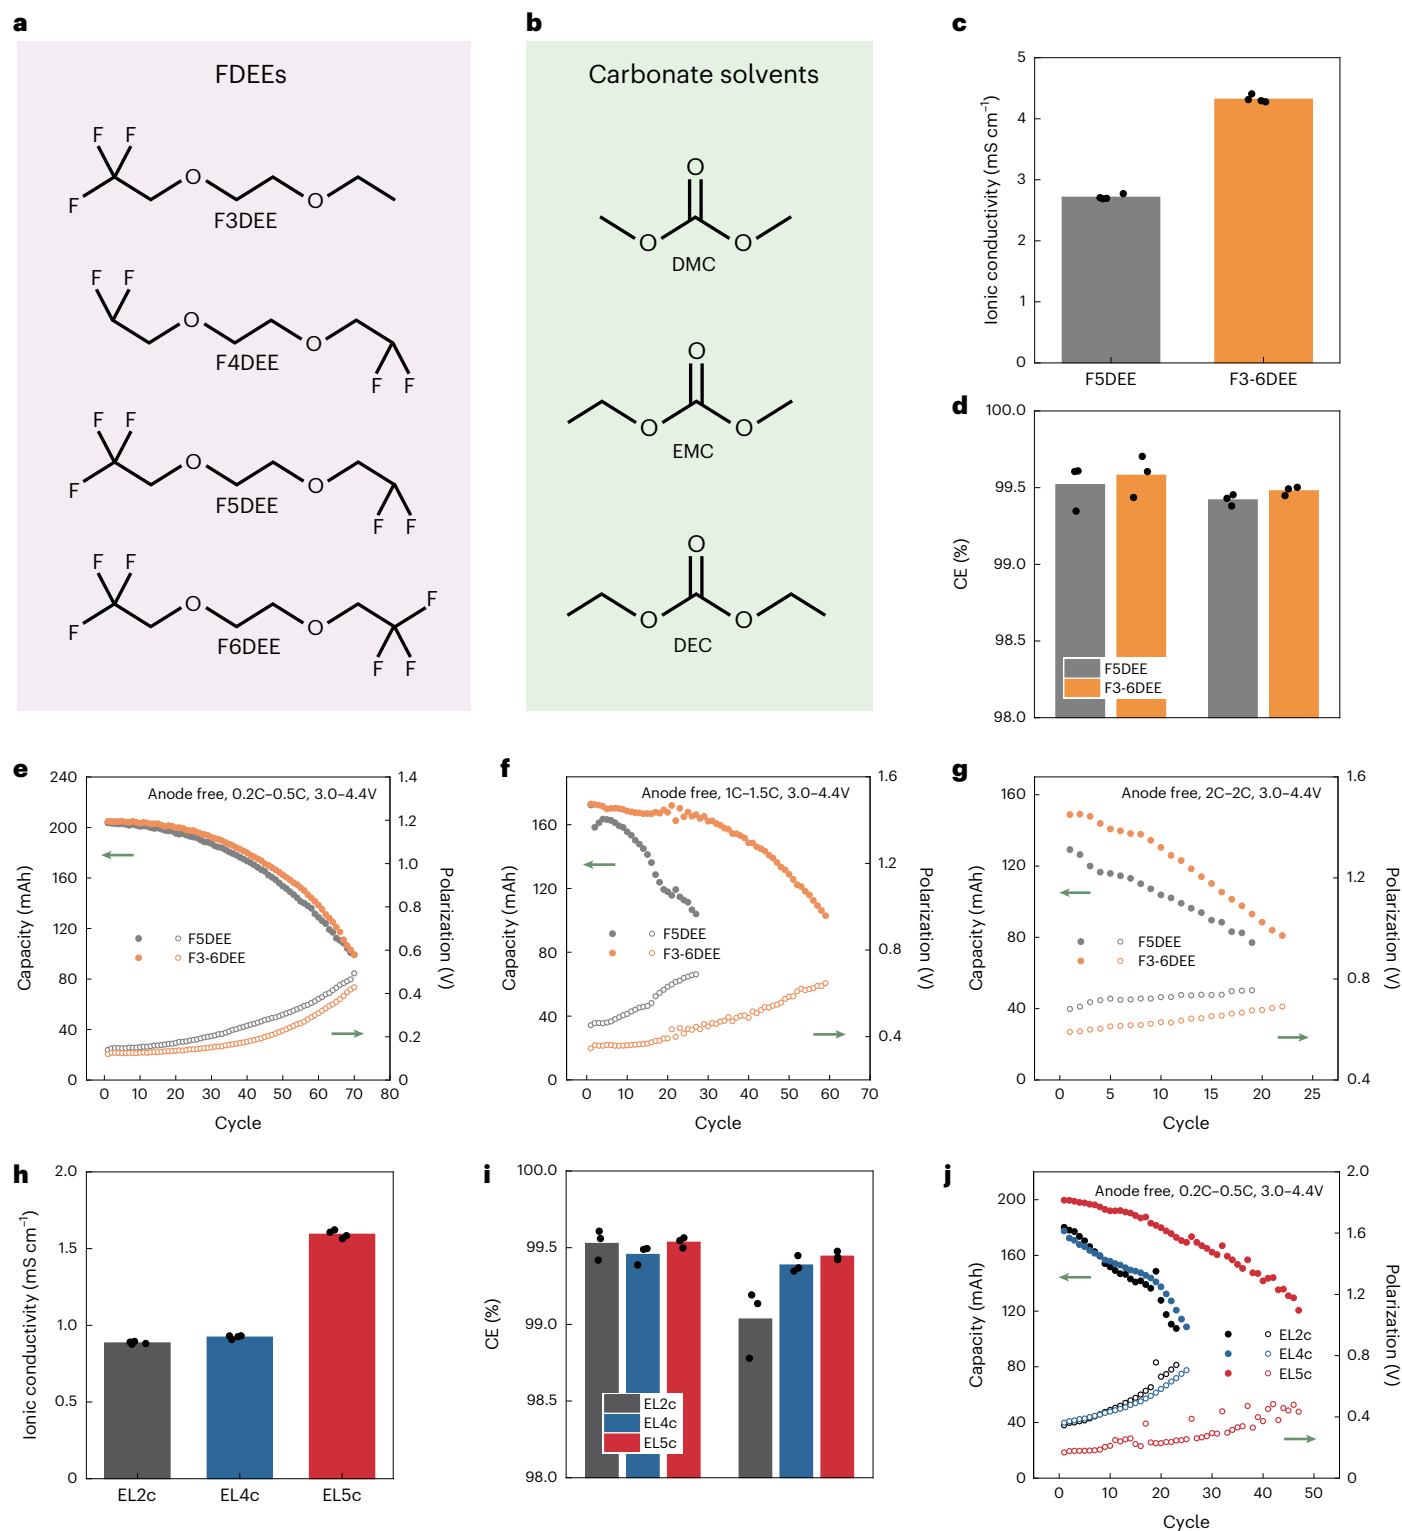 a
FDEEs
F F
F
O
O
F3DEE
F F
O
O
F4DEE
F F
F F
F
O
O
F5DEE
F F
F F
F
O
O
F
F6DEE
F F
b
Carbonate solvents
O
O
O
DMC
O
O
O
EMC
O
O
O
DEC
c
5
4
3
2
1
0
Ionic conductivity (mS cm⁻¹)
F5DEE
F3-6DEE
d
100.0
99.5
99.0
98.5
98.0
CE (%)
F5DEE
F3-6DEE
e
240
200
160
120
80
40
0
Capacity (mAh)
Anode free, 0.2C–0.5C, 3.0–4.4V
F5DEE
F3-6DEE
1.4
1.2
1.0
0.8
0.6
0.4
0.2
0
Polarization (V)
0 10 20 30 40 50 60 70 80
Cycle
f
160
120
80
40
0
Capacity (mAh)
Anode free, 1C–1.5C, 3.0–4.4V
F5DEE
F3-6DEE
1.6
1.2
0.8
0.4
Polarization (V)
0 10 20 30 40 50 60 70
Cycle
g
160
120
80
40
0
Capacity (mAh)
Anode free, 2C–2C, 3.0–4.4V
F5DEE
F3-6DEE
1.6
1.2
0.8
0.4
Polarization (V)
0 5 10 15 20 25
Cycle
h
2.0
1.5
1.0
0.5
0
Ionic conductivity (mS cm⁻¹)
EL2c
EL4c
EL5c
i
100.0
99.5
99.0
98.5
98.0
CE (%)
EL2c
EL4c
EL5c
j
200
160
120
80
40
0
Capacity (mAh)
Anode free, 0.2C–0.5C, 3.0–4.4V
EL2c
EL4c
EL5c
2.0
1.6
1.2
0.8
0.4
0
Polarization (V)
0 10 20 30 40 50
Cycle